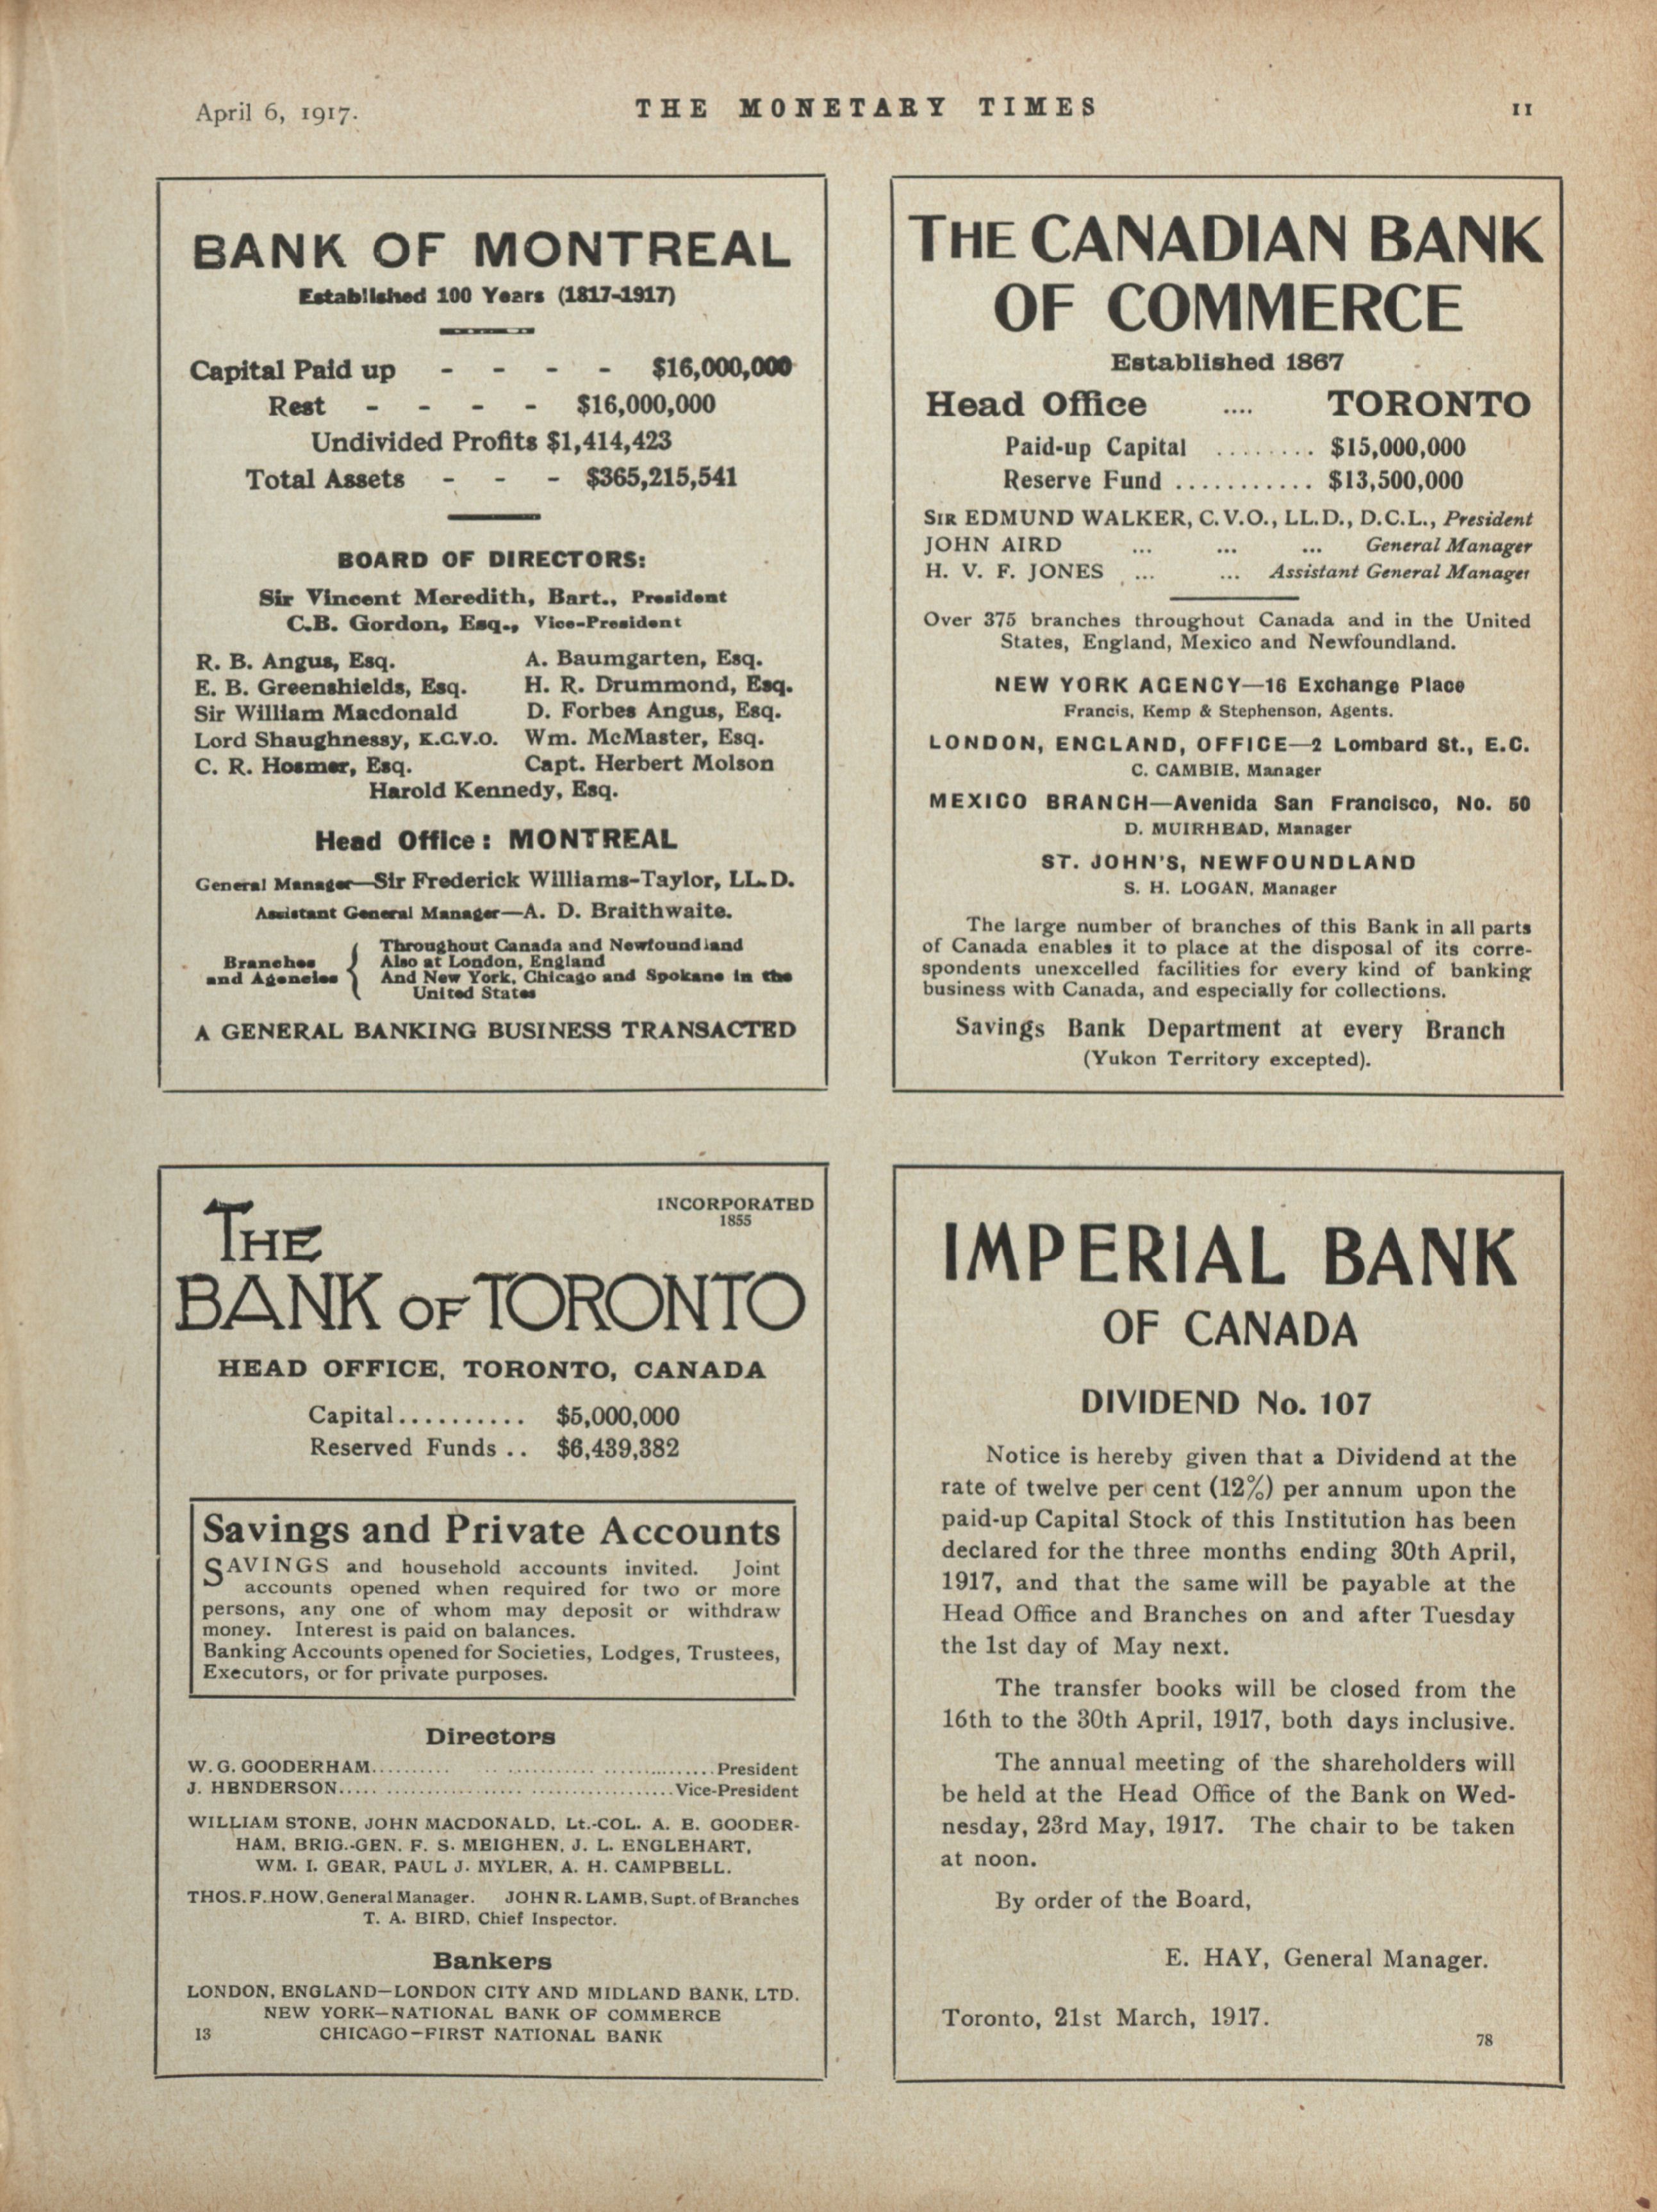 April 6, 1917.
THE MONETARY TIMES
11
BANK OF MONTREAL
Established 100 Years (1817-1917)
Capital Paid up - - - - $16,000,000
Rest - - - - $16,000,000
Undivided Profits $1,414,423
Total Assets - - - $365,215,541
BOARD OF DIRECTORS:
Sir Vincent Meredith, Bart., President
C.B. Gordon, Esq., Vice-President
R. B. Angus, Esq. A. Baumgarten, Esq.
E. B. Greenshields, Esq. H. R. Drummond, Esq.
Sir William Macdonald D. Forbes Angus, Esq.
Lord Shaughnessy, K.C.V.O. Wm. McMaster, Esq.
C. R. Hosmer, Esq. Capt. Herbert Molson
Harold Kennedy, Esq.
Head Office: MONTREAL
General Manager—Sir Frederick Williams-Taylor, LL.D.
Assistant General Manager—A. D. Braithwaite.
Branches and Agencies
Throughout Canada and Newfoundland
Also at London, England
And New York, Chicago and Spokane in the
United States
A GENERAL BANKING BUSINESS TRANSACTED
THE CANADIAN BANK
OF COMMERCE
Established 1867
Head Office .... TORONTO
Paid-up Capital ........ $15,000,000
Reserve Fund ........... $13,500,000
SIR EDMUND WALKER, C.V.O., LL.D., D.C.L., President
JOHN AIRD ... ... ... General Manager
H. V. F. JONES ... ... Assistant General Manager
Over 375 branches throughout Canada and in the United
States, England, Mexico and Newfoundland.
NEW YORK AGENCY—16 Exchange Place
Francis, Kemp & Stephenson, Agents.
LONDON, ENGLAND, OFFICE—2 Lombard St., E.C.
C. CAMBIE, Manager
MEXICO BRANCH—Avenida San Francisco, No. 50
D. MUIRHEAD, Manager
ST. JOHN'S, NEWFOUNDLAND
S. H. LOGAN, Manager
The large number of branches of this Bank in all parts
of Canada enables it to place at the disposal of its corre-
spondents unexcelled facilities for every kind of banking
business with Canada, and especially for collections.
Savings Bank Department at every Branch
(Yukon Territory excepted).
INCORPORATED
1855
THE
BANK OF TORONTO
HEAD OFFICE, TORONTO, CANADA
Capital.......... $5,000,000
Reserved Funds .. $6,439,382
Savings and Private Accounts
SAVINGS and household accounts invited. Joint
accounts opened when required for two or more
persons, any one of whom may deposit or withdraw
money. Interest is paid on balances.
Banking Accounts opened for Societies, Lodges, Trustees,
Executors, or for private purposes.
Directors
W. G. GOODERHAM.......... President
J. HENDERSON.......... Vice-President
WILLIAM STONE, JOHN MACDONALD, Lt.-COL. A. E. GOODER-
HAM, BRIG.-GEN. F. S. MEIGHEN, J. L. ENGLEHART,
WM. I. GEAR, PAUL J. MYLER, A. H. CAMPBELL.
THOS. F. HOW, General Manager. JOHN R. LAMB, Supt. of Branches
T. A. BIRD, Chief Inspector.
Bankers
LONDON, ENGLAND—LONDON CITY AND MIDLAND BANK, LTD.
NEW YORK—NATIONAL BANK OF COMMERCE
13 CHICAGO—FIRST NATIONAL BANK
IMPERIAL BANK
OF CANADA
DIVIDEND No. 107
Notice is hereby given that a Dividend at the
rate of twelve per cent (12%) per annum upon the
paid-up Capital Stock of this Institution has been
declared for the three months ending 30th April,
1917, and that the same will be payable at the
Head Office and Branches on and after Tuesday
the 1st day of May next.
The transfer books will be closed from the
16th to the 30th April, 1917, both days inclusive.
The annual meeting of the shareholders will
be held at the Head Office of the Bank on Wed-
nesday, 23rd May, 1917. The chair to be taken
at noon.
By order of the Board,
E. HAY, General Manager.
Toronto, 21st March, 1917.
78